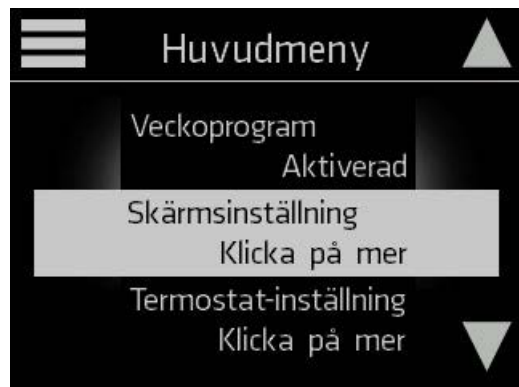 Huvudmeny
Veckoprogram
Aktiverad
Skärmsinställning
Klicka på mer
Termostat-inställning
Klicka på mer